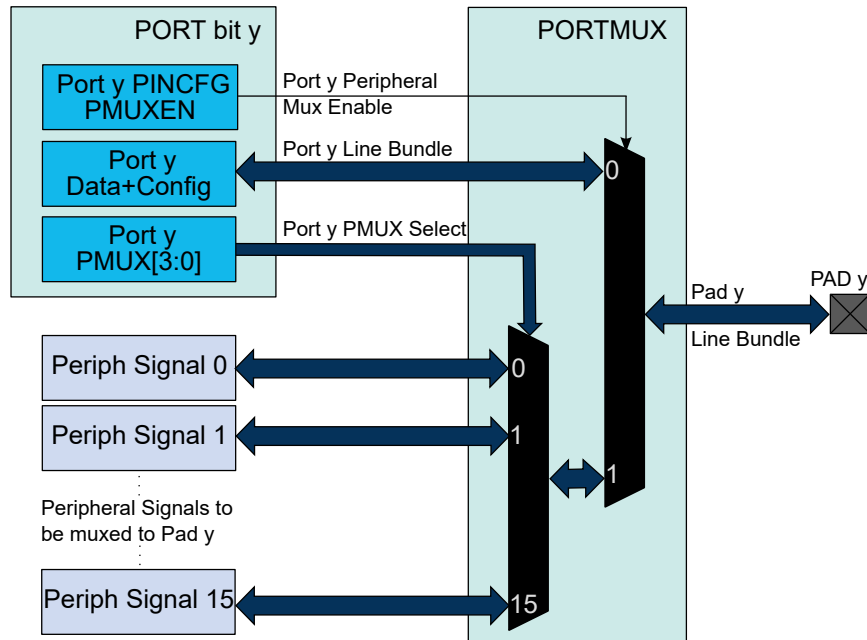 PORT bit y
PORTMUX
Port y PINCFG
PMUXEN
Port y Peripheral
Mux Enable
Port y
Data+Config
Port y Line Bundle
0
Port y
PMUX[3:0]
Port y PMUX Select
Pad y
Line Bundle
PAD y
Periph Signal 0
0
Periph Signal 1
1
1
Peripheral Signals to
be muxed to Pad y
Periph Signal 15
15